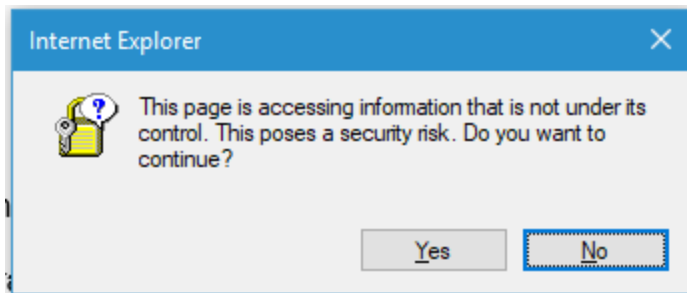 Internet Explorer
This page is accessing information that is not under its
control. This poses a security risk. Do you want to
continue?
Yes
No